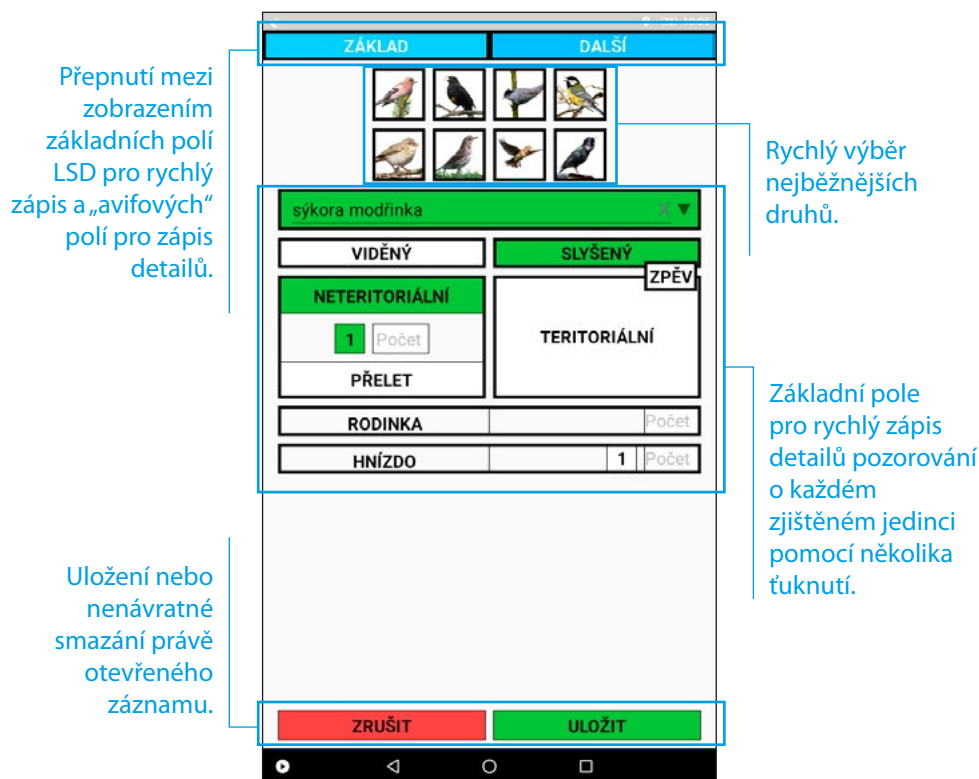 ZÁKLAD
DALŠÍ
Přepnutí mezi
zobrazením
základních polí
LSD pro rychlý
zápis a „avifových“
polí pro zápis
detailů.
Rychlý výběr
nejběžnějších
druhů.
sýkora modřinka
X ▼
VIDĚNÝ
SLYŠENÝ
ZPĚV
NETERITORIÁLNÍ
1 Počet
PŘELET
TERITORIÁLNÍ
RODINKA
Počet
HNÍZDO
1 Počet
Základní pole
pro rychlý zápis
detailů pozorování
o každém
zjištěném jedinci
pomocí několika
ťuknutí.
Uložení nebo
nenávratné
smazání právě
otevřeného
záznamu.
ZRUŠIT
ULOŽIT